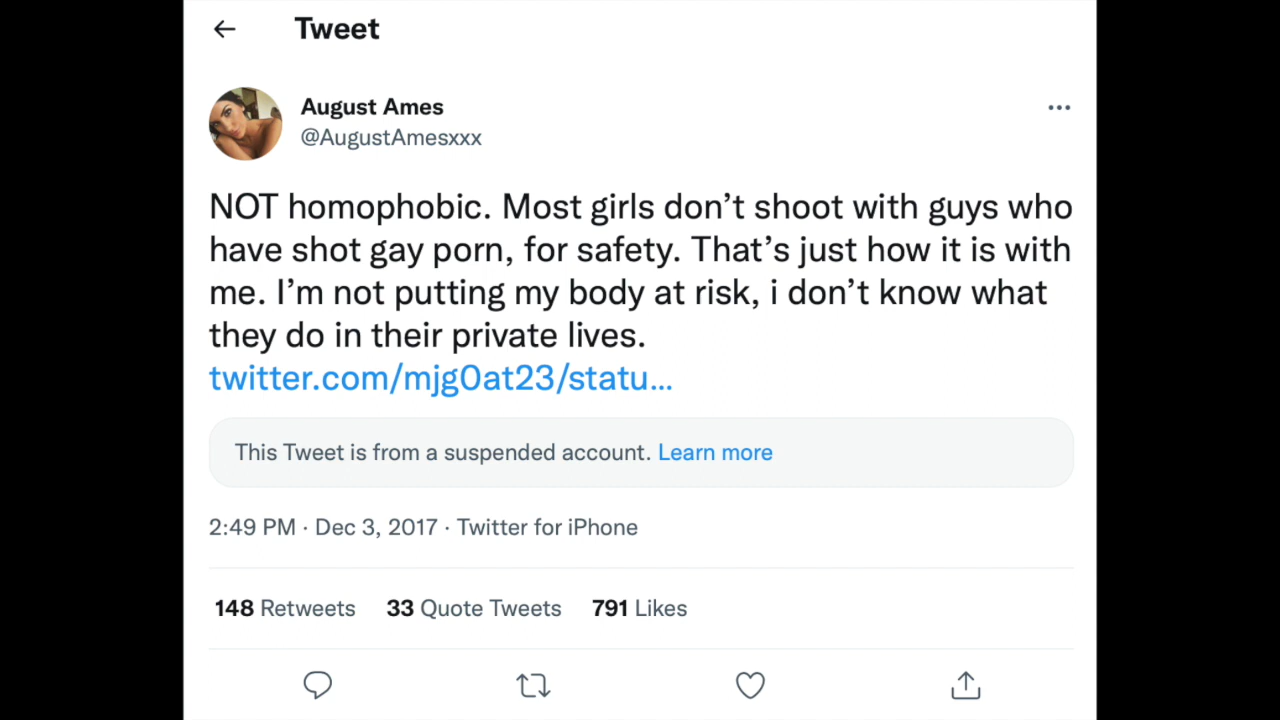 Tweet
August Ames
@AugustAmesxxx
NOT homophobic. Most girls don’t shoot with guys who
have shot gay porn, for safety. That’s just how it is with
me. I’m not putting my body at risk, i don’t know what
they do in their private lives.
twitter.com/mjg0at23/statu…
This Tweet is from a suspended account. Learn more
2:49 PM · Dec 3, 2017 · Twitter for iPhone
148 Retweets 33 Quote Tweets 791 Likes